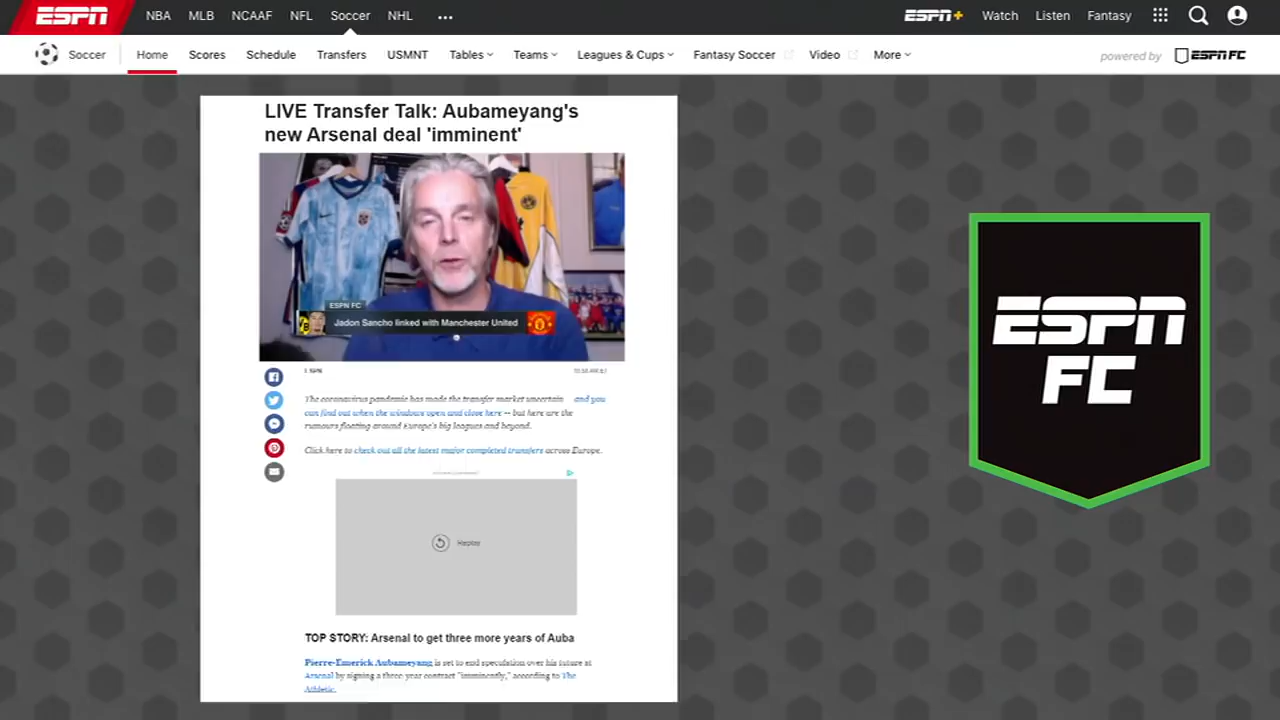 ESPN NBA MLB NCAAF NFL Soccer NHL ... ESPN+ Watch Listen Fantasy
Soccer Home Scores Schedule Transfers USMNT Tables Teams Leagues & Cups Fantasy Soccer Video More powered by ESPN FC
LIVE Transfer Talk: Aubameyang's
new Arsenal deal 'imminent'
ESPN FC
Jadon Sancho linked with Manchester United
ESPN
The coronavirus pandemic has made the transfer market uncertain and you
can find out when the windows open and close here -- but here are the
rumours floating around Europe's big leagues and beyond.
Click here to check out all the latest major completed transfers across Europe.
Replay
TOP STORY: Arsenal to get three more years of Auba
Pierre-Emerick Aubameyang is set to end speculation over his future at
Arsenal by signing a three-year contract "imminently," according to The
Athletic.
ESPN
FC